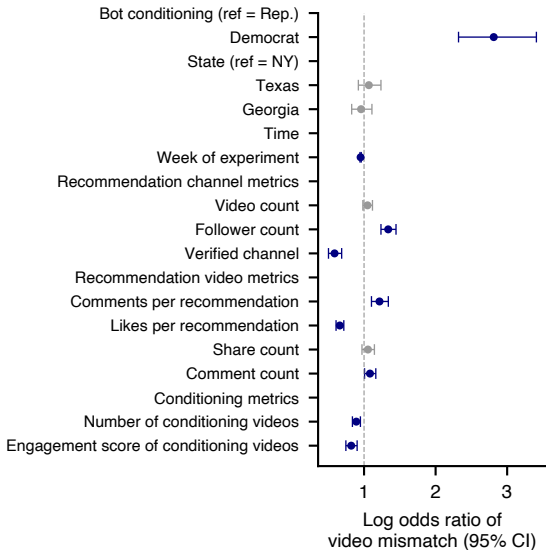 Bot conditioning (ref = Rep.)
Democrat
State (ref = NY)
Texas
Georgia
Time
Week of experiment
Recommendation channel metrics
Video count
Follower count
Verified channel
Recommendation video metrics
Comments per recommendation
Likes per recommendation
Share count
Comment count
Conditioning metrics
Number of conditioning videos
Engagement score of conditioning videos
1 2 3
Log odds ratio of
video mismatch (95% CI)